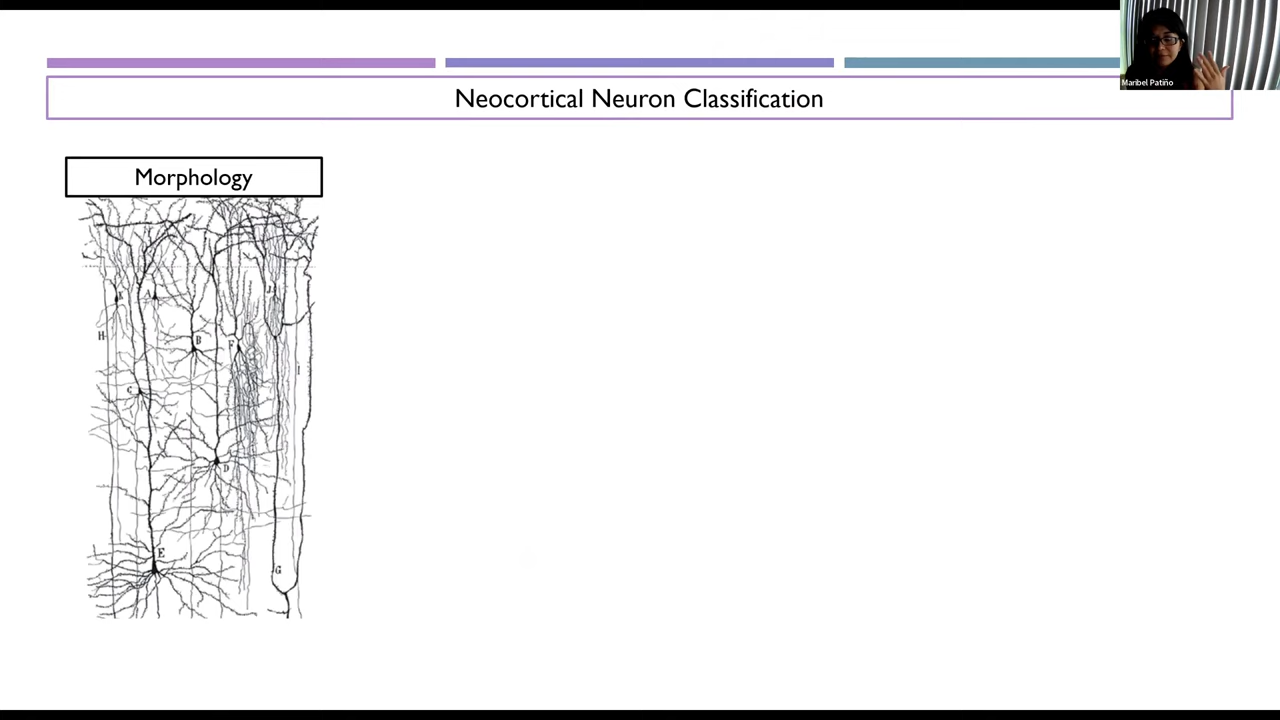 Neocortical Neuron Classification
Maribel Patiño
Morphology
K
A
J
H
B
F
I
C
D
E
G